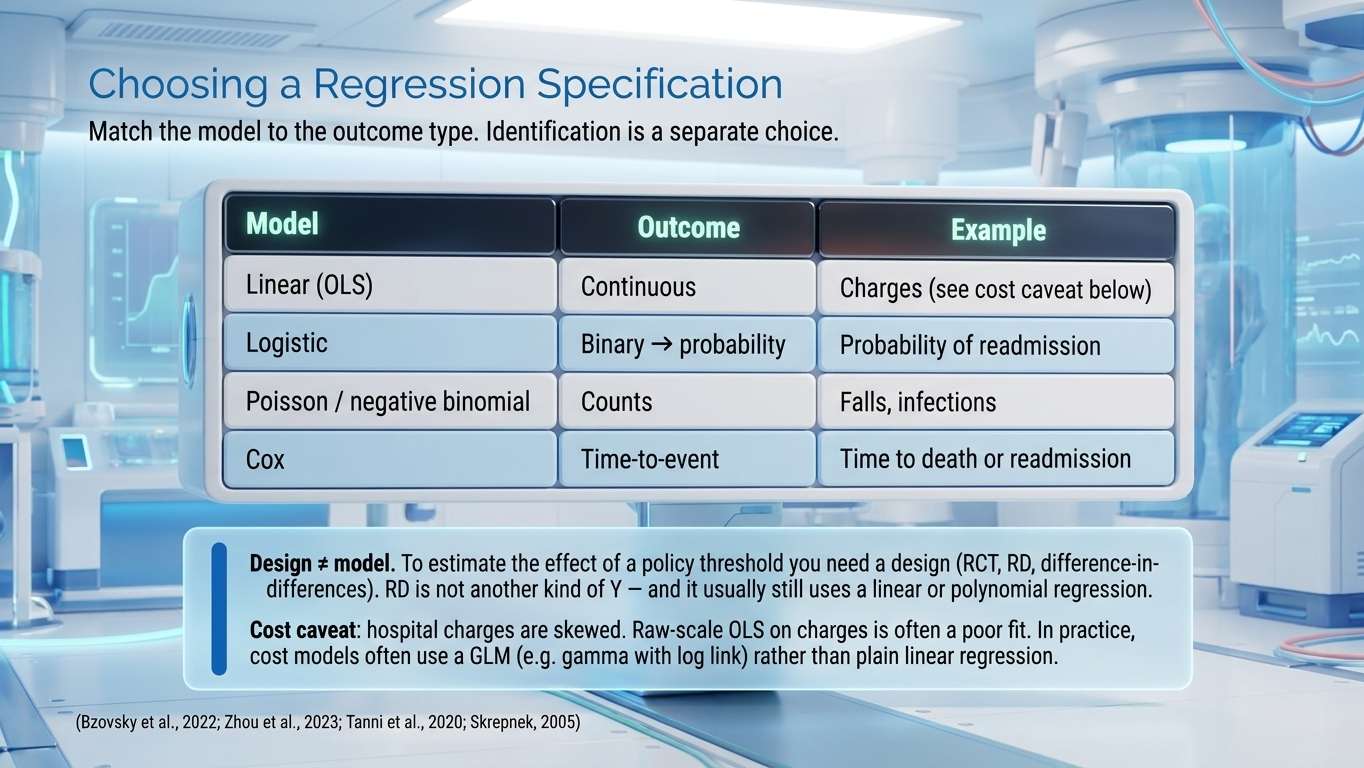 Choosing a Regression Specification
Match the model to the outcome type. Identification is a separate choice.
Model Outcome Example
Linear (OLS) Continuous Charges (see cost caveat below)
Logistic Binary → probability Probability of readmission
Poisson / negative binomial Counts Falls, infections
Cox Time-to-event Time to death or readmission
Design ≠ model. To estimate the effect of a policy threshold you need a design (RCT, RD, difference-in-
differences). RD is not another kind of Y — and it usually still uses a linear or polynomial regression.
Cost caveat: hospital charges are skewed. Raw-scale OLS on charges is often a poor fit. In practice,
cost models often use a GLM (e.g. gamma with log link) rather than plain linear regression.
(Bzovsky et al., 2022; Zhou et al., 2023; Tanni et al., 2020; Skrepnek, 2005)